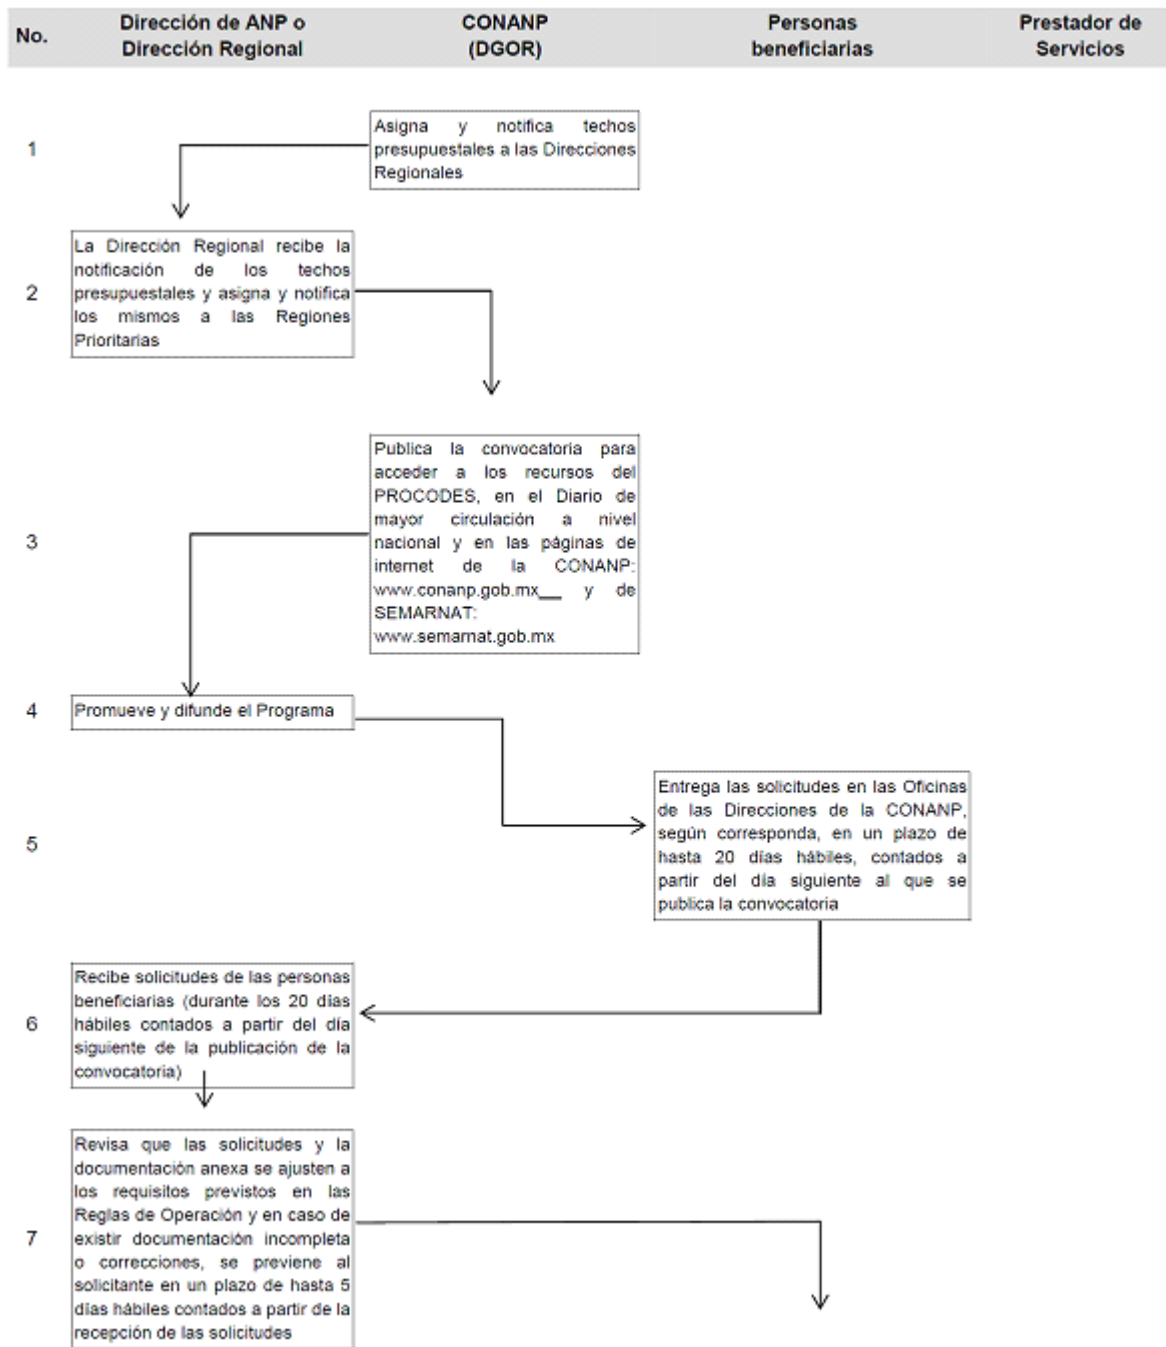 No.
Dirección de ANP o
Dirección Regional
CONANP
(DGOR)
Personas
beneficiarias
Prestador de
Servicios
1
Asigna y notifica techos
presupuestales a las Direcciones
Regionales
2
La Dirección Regional recibe la
notificación de los techos
presupuestales y asigna y notifica
los mismos a las Regiones
Prioritarias
3
Publica la convocatoria para
acceder a los recursos del
PROCODES, en el Diario de
mayor circulación a nivel
nacional y en las páginas de
internet de la CONANP:
www.conanp.gob.mx__ y de
SEMARNAT:
www.semarnat.gob.mx
4
Promueve y difunde el Programa
5
Entrega las solicitudes en las Oficinas
de las Direcciones de la CONANP,
según corresponda, en un plazo de
hasta 20 días hábiles, contados a
partir del día siguiente al que se
publica la convocatoria
6
Recibe solicitudes de las personas
beneficiarias (durante los 20 días
hábiles contados a partir del día
siguiente de la publicación de la
convocatoria)
7
Revisa que las solicitudes y la
documentación anexa se ajusten a
los requisitos previstos en las
Reglas de Operación y en caso de
existir documentación incompleta
o correcciones, se previene al
solicitante en un plazo de hasta 5
días hábiles contados a partir de la
recepción de las solicitudes